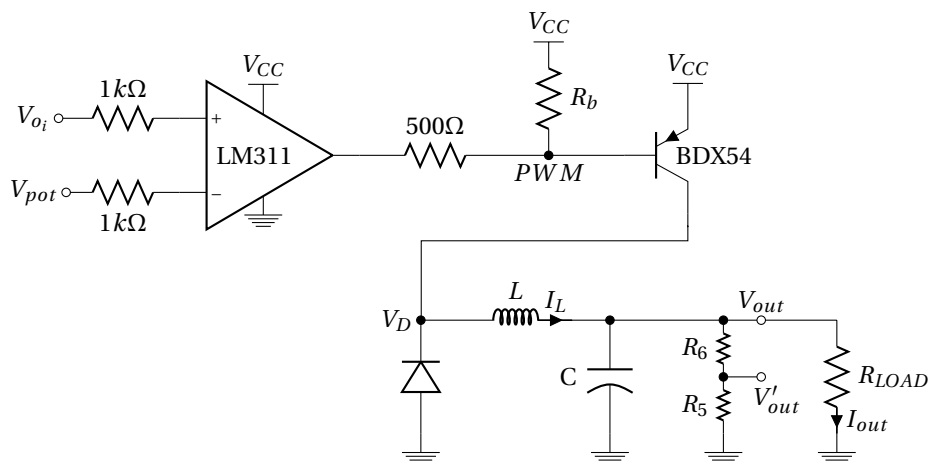 V_CC
V_CC
V_CC
1kΩ
R_b
V_{o_i}
+
500Ω
LM311
BDX54
PWM
V_pot
−
1kΩ
L
I_L
V_out
V_D
R_6
C
R_LOAD
V'_out
R_5
I_out